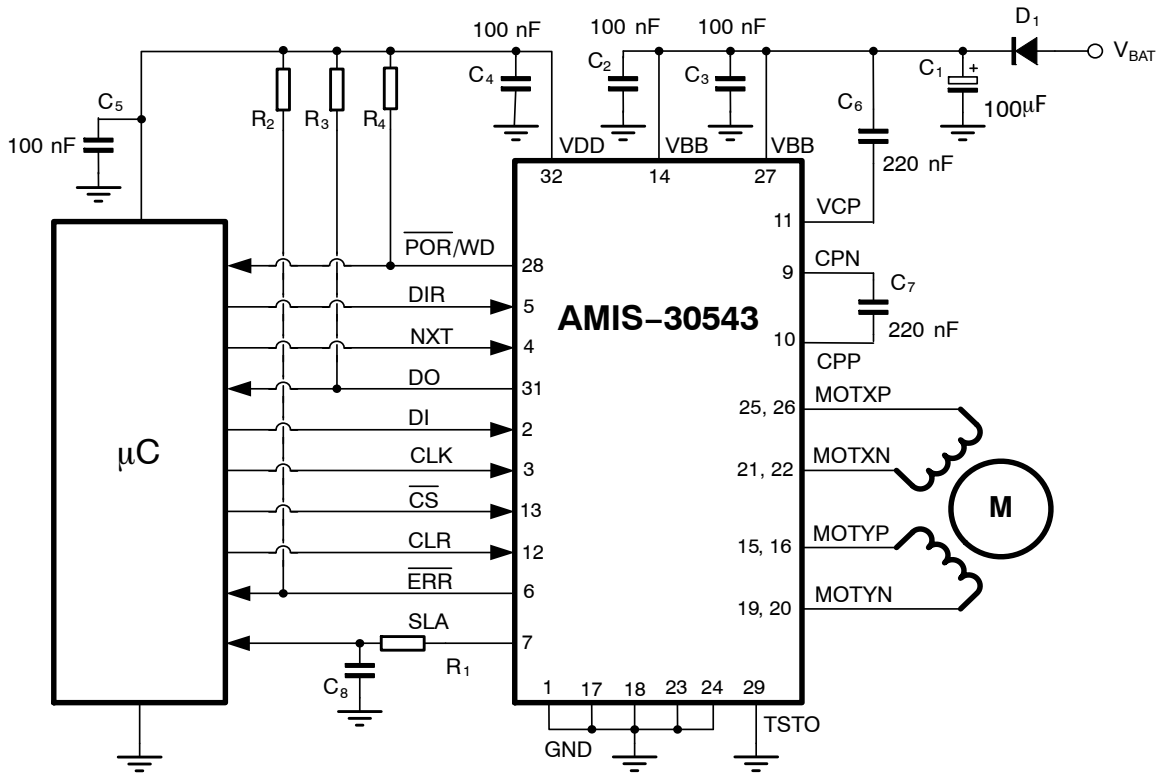 100 nF 100 nF 100 nF D1
C4 C2 C3 C1 + VBAT
C5 R2 R3 R4 C6 100µF
100 nF VDD VBB VBB 220 nF
32 14 27
11 VCP
P̅O̅R̅/WD 28 9 CPN
DIR 5 C7
AMIS–30543
NXT 4 10 220 nF
CPP
DO 31 25, 26 MOTXP
DI 2
µC CLK 3 21, 22 MOTXN
C̅S̅ 13 M
CLR 12 15, 16 MOTYP
E̅R̅R̅ 6 19, 20 MOTYN
SLA 7
R1
C8 1 17 18 23 24 29
GND TSTO